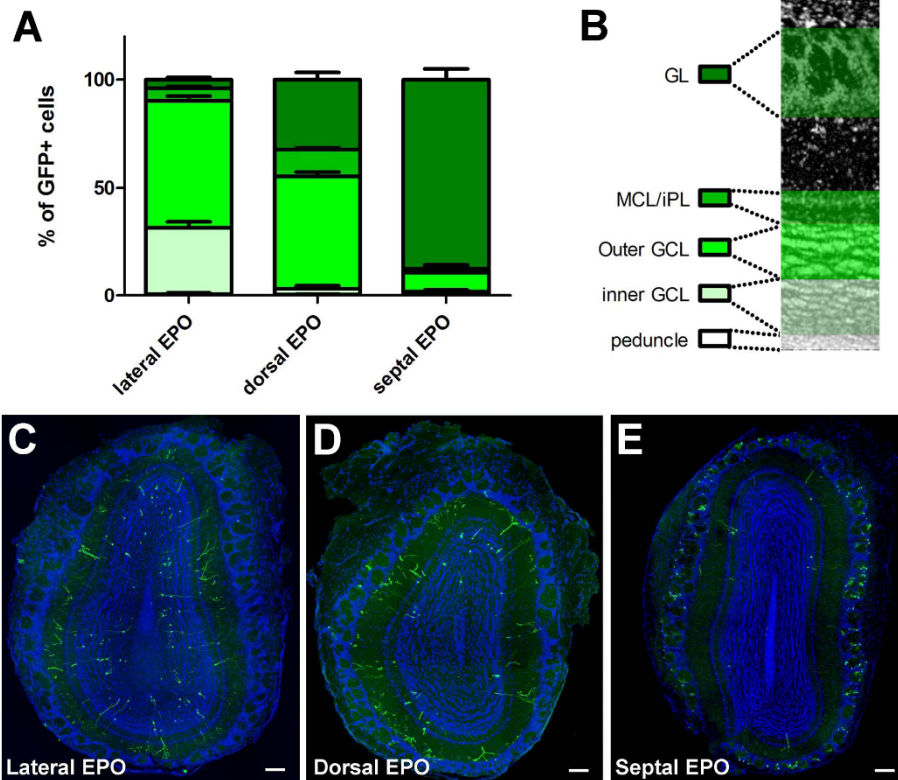 A
% of GFP+ cells
100
50
0
lateral EPO
dorsal EPO
septal EPO
B
GL
MCL/iPL
Outer GCL
inner GCL
peduncle
C
Lateral EPO
D
Dorsal EPO
E
Septal EPO